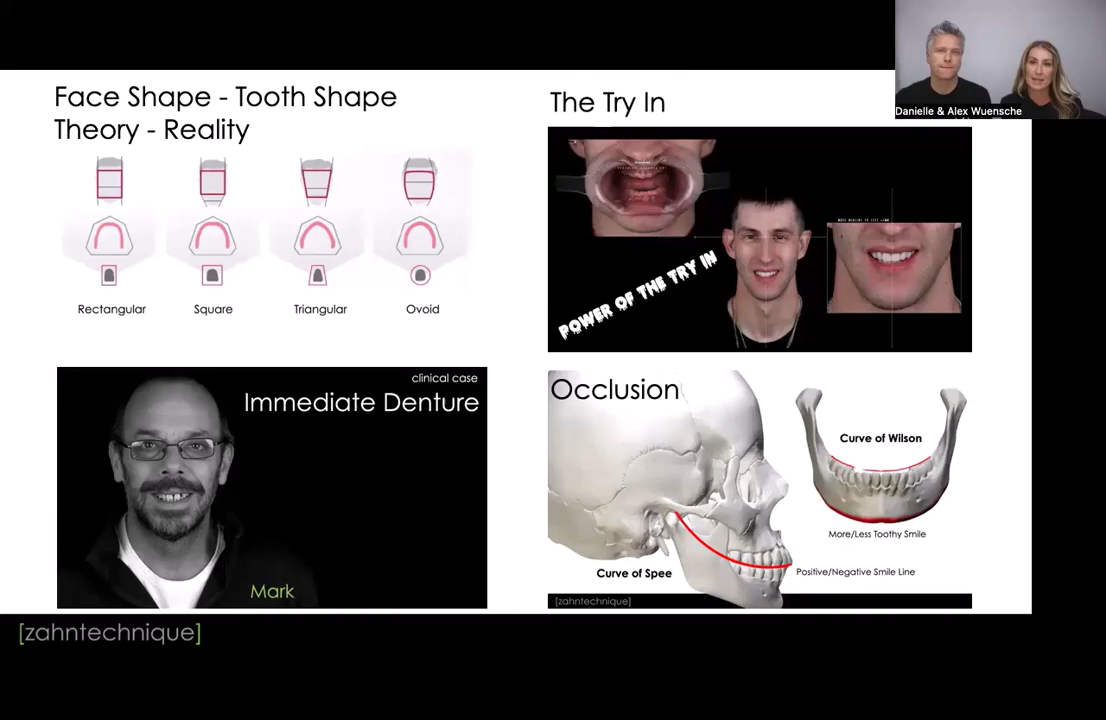 Danielle & Alex Wuensche
Face Shape - Tooth Shape
Theory - Reality
Rectangular
Square
Triangular
Ovoid
The Try In
POWER OF THE TRY IN
clinical case
Immediate Denture
Mark
Occlusion
Curve of Wilson
More/Less Toothy Smile
Curve of Spee
Positive/Negative Smile Line
[zahntechnique]
[zahntechnique]